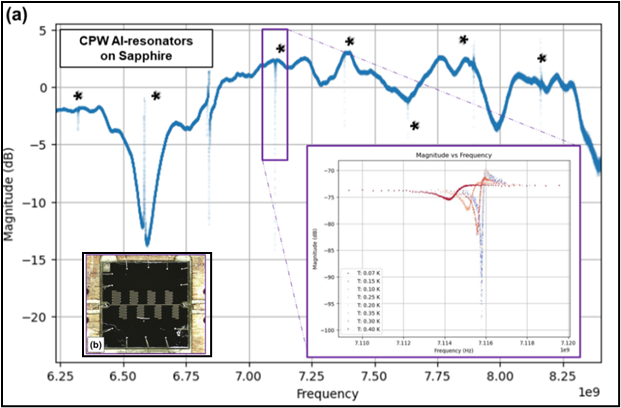 (a)
CPW Al-resonators
on Sapphire
*
*
*
*
*
*
*
Magnitude (dB)
5
0
−5
−10
−15
−20
6.25
6.50
6.75
7.00
7.25
7.50
7.75
8.00
8.25
1e9
Frequency
(b)
Magnitude vs Frequency
Magnitude (dB)
−70
−75
−80
−85
−90
−95
−100
T: 0.07 K
T: 0.15 K
T: 0.10 K
T: 0.25 K
T: 0.20 K
T: 0.35 K
T: 0.30 K
T: 0.40 K
7.110
7.112
7.114
7.116
7.118
7.120
1e9
Frequency (Hz)